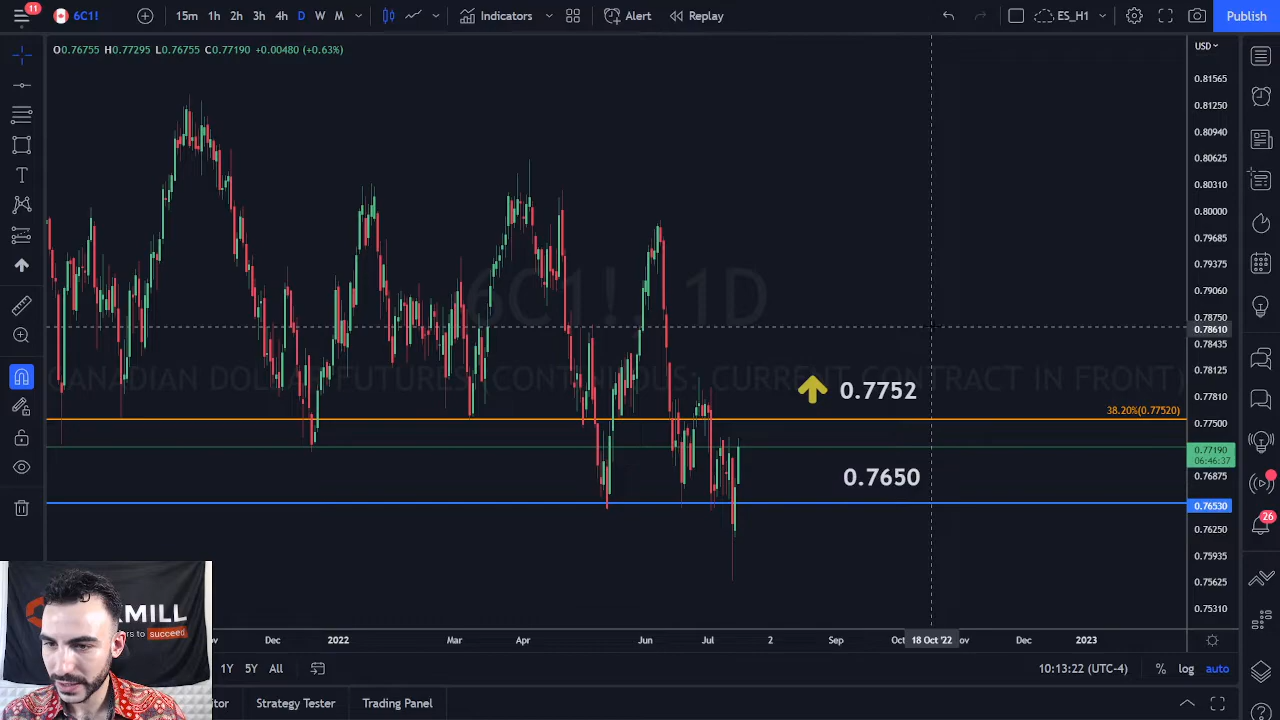 11
6C1!
15m 1h 2h 3h 4h D W M
Indicators
Alert
Replay
ES_H1
Publish
O0.76755 H0.77295 L0.76755 C0.77190 +0.00480 (+0.63%)
USD
0.81565
0.81250
0.80940
0.80625
0.80310
0.80000
0.79685
0.79375
0.79060
0.78750
0.78610
0.78435
0.78125
0.77810
0.77500
0.77190
06:46:37
0.76875
0.76530
0.76250
0.75935
0.75625
0.75310
6C1!, 1D
CANADIAN DOLLAR FUTURES (CONTINUOUS: CURRENT CONTRACT IN FRONT)
0.7752
38.20%(0.77520)
0.7650
26
MILL
to succeed
Dec 2022 Mar Apr Jun Jul 2 Sep Oct 18 Oct '22 ov Dec 2023
1Y 5Y All
10:13:22 (UTC-4)
% log auto
Strategy Tester
Trading Panel